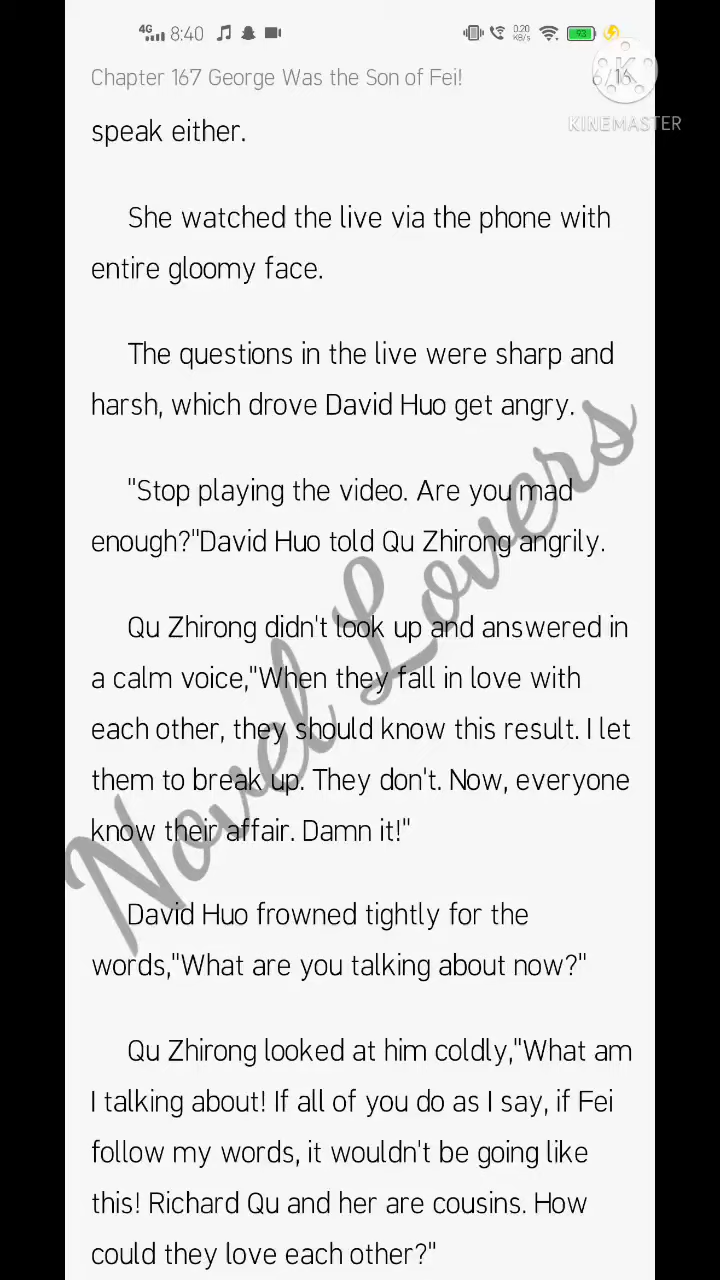 4G 8:40 0.20 KB/s 93
Chapter 167 George Was the Son of Fei! 6/16
KINEMASTER
speak either.
She watched the live via the phone with
entire gloomy face.
The questions in the live were sharp and
harsh, which drove David Huo get angry.
"Stop playing the video. Are you mad
enough?"David Huo told Qu Zhirong angrily.
Qu Zhirong didn't look up and answered in
a calm voice,"When they fall in love with
each other, they should know this result. I let
them to break up. They don't. Now, everyone
know their affair. Damn it!"
David Huo frowned tightly for the
words,"What are you talking about now?"
Qu Zhirong looked at him coldly,"What am
I talking about! If all of you do as I say, if Fei
follow my words, it wouldn't be going like
this! Richard Qu and her are cousins. How
could they love each other?"
Novel Lovers